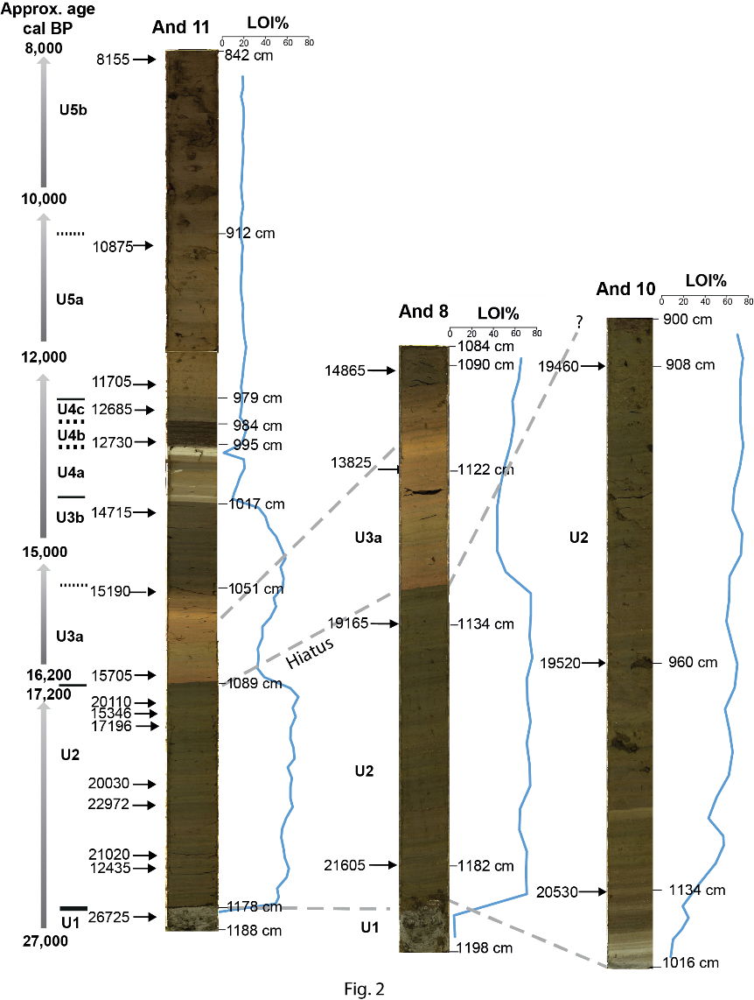 Approx. age
cal BP
And 11
LOI%
0 20 40 60 80
8,000
8155
842 cm
U5b
10,000
912 cm
10875
U5a
12,000
11705
979 cm
U4c
12685
984 cm
U4b
12730
995 cm
U4a
1017 cm
U3b
14715
15,000
1051 cm
15190
U3a
16,200
15705
1089 cm
17,200
20110
15346
17196
U2
20030
22972
21020
12435
1178 cm
U1
26725
1188 cm
27,000
Hiatus
And 8
LOI%
0 20 40 60 80
1084 cm
1090 cm
14865
13825
1122 cm
U3a
19165
1134 cm
U2
21605
1182 cm
U1
1198 cm
?
And 10
LOI%
0 20 40 60 80
900 cm
19460
908 cm
U2
19520
960 cm
20530
1134 cm
1016 cm
Fig. 2